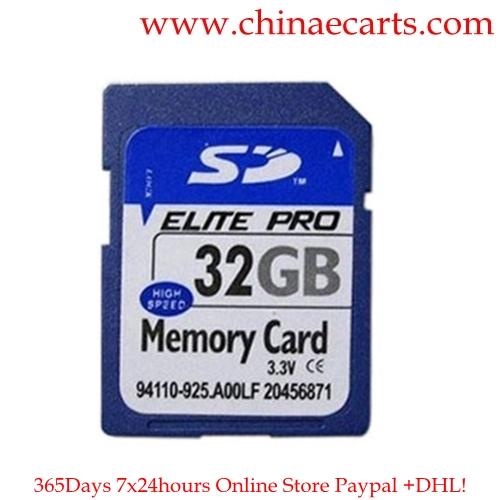 www.chinaecarts.com
SD
TM
LOCK
ELITE PRO
32GB
HIGH
SPEED
Memory Card
3.3V CE
94110-925.A00LF 20456871
365Days 7x24hours Online Store Paypal +DHL!